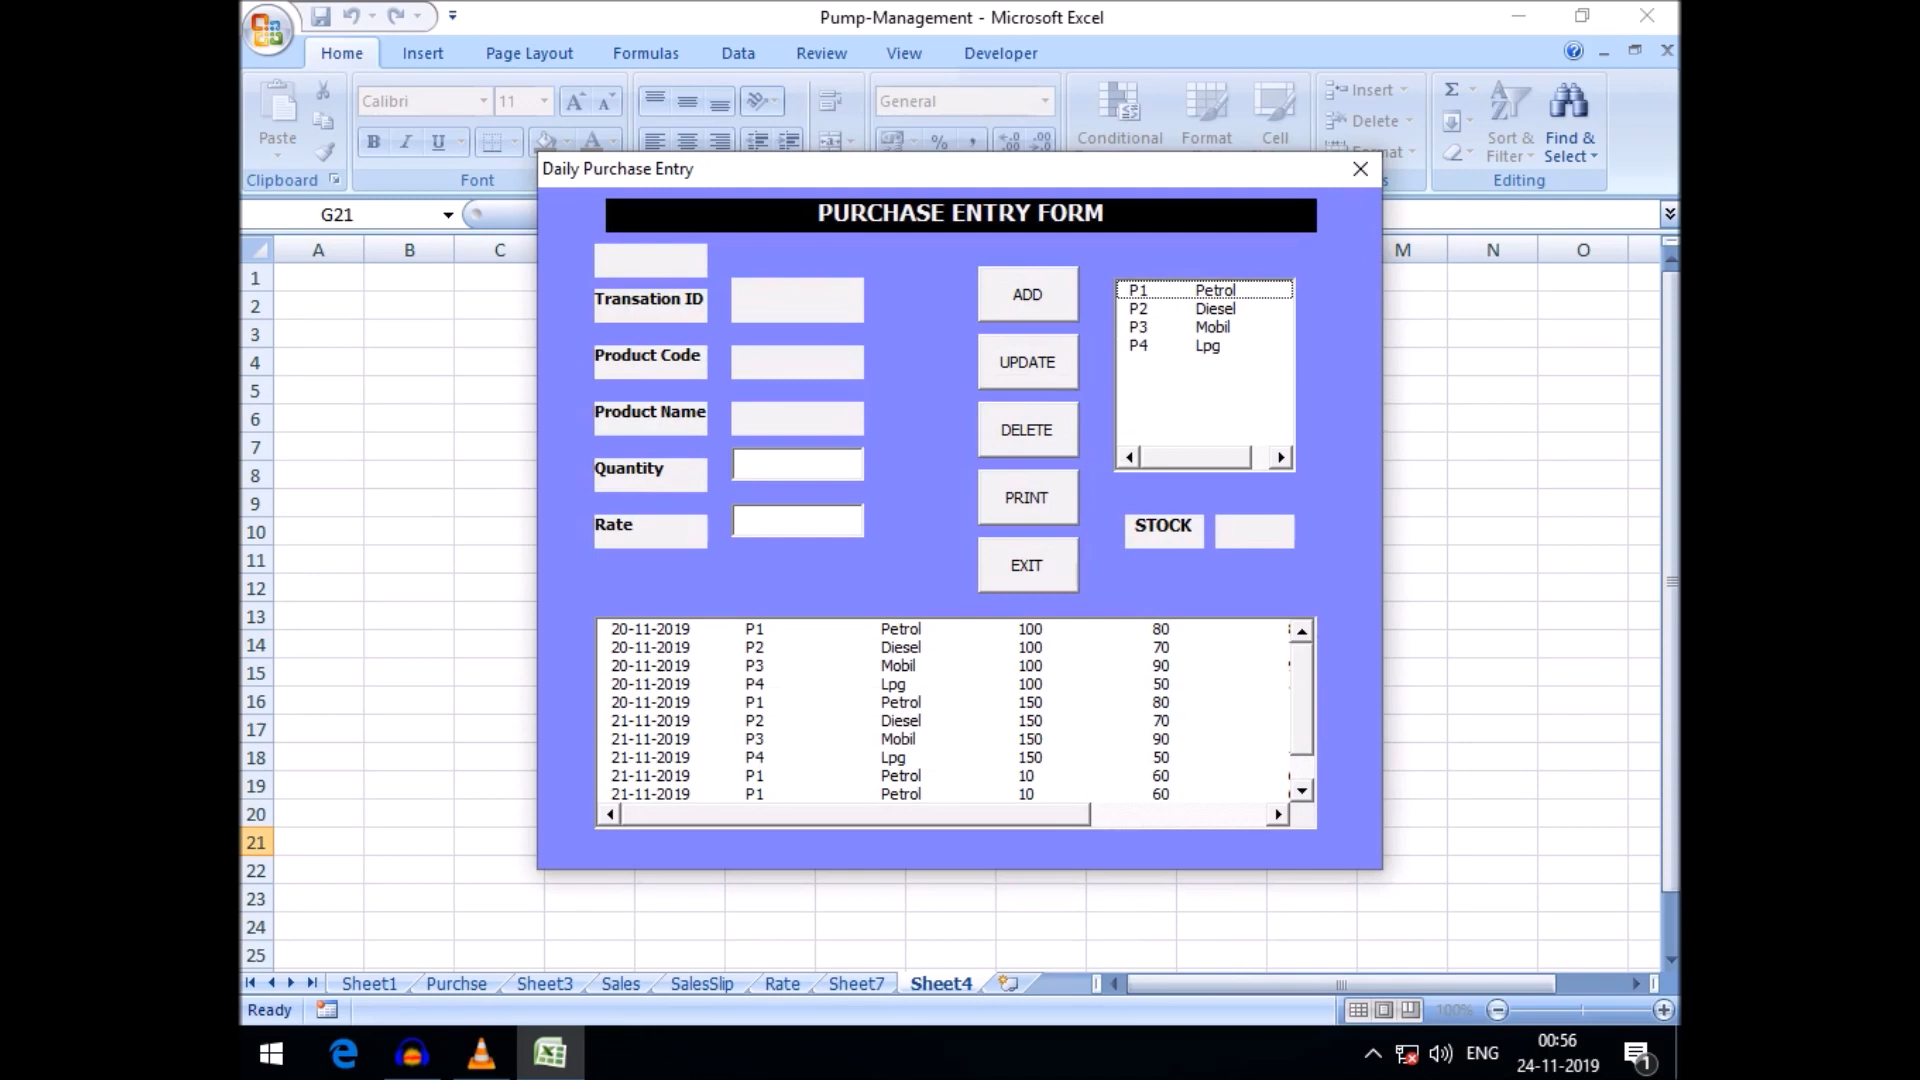 Pump-Management - Microsoft Excel
Home Insert Page Layout Formulas Data Review View Developer
Calibri 11 General Insert
Delete
Paste B I U % Conditional Format Cell Format Sort & Filter Find & Select
Clipboard Font Editing
Daily Purchase Entry
G21
PURCHASE ENTRY FORM
A B C M N O
1
2
3
4
5
6
7
8
9
10
11
12
13
14
15
16
17
18
19
20
21
22
23
24
25
Transation ID
Product Code
Product Name
Quantity
Rate
ADD
UPDATE
DELETE
PRINT
EXIT
P1 Petrol
P2 Diesel
P3 Mobil
P4 Lpg
STOCK
20-11-2019 P1 Petrol 100 80
20-11-2019 P2 Diesel 100 70
20-11-2019 P3 Mobil 100 90
20-11-2019 P4 Lpg 100 50
20-11-2019 P1 Petrol 150 80
21-11-2019 P2 Diesel 150 70
21-11-2019 P3 Mobil 150 90
21-11-2019 P4 Lpg 150 50
21-11-2019 P1 Petrol 10 60
21-11-2019 P1 Petrol 10 60
Sheet1 Purchse Sheet3 Sales SalesSlip Rate Sheet7 Sheet4
Ready 100%
ENG 00:56
24-11-2019 1